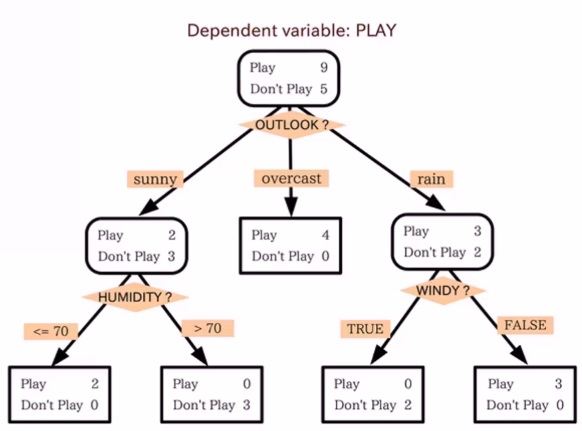 Dependent variable: PLAY
Play 9
Don't Play 5
OUTLOOK ?
sunny
overcast
rain
Play 2
Don't Play 3
Play 4
Don't Play 0
Play 3
Don't Play 2
HUMIDITY ?
WINDY ?
<= 70
> 70
TRUE
FALSE
Play 2
Don't Play 0
Play 0
Don't Play 3
Play 0
Don't Play 2
Play 3
Don't Play 0